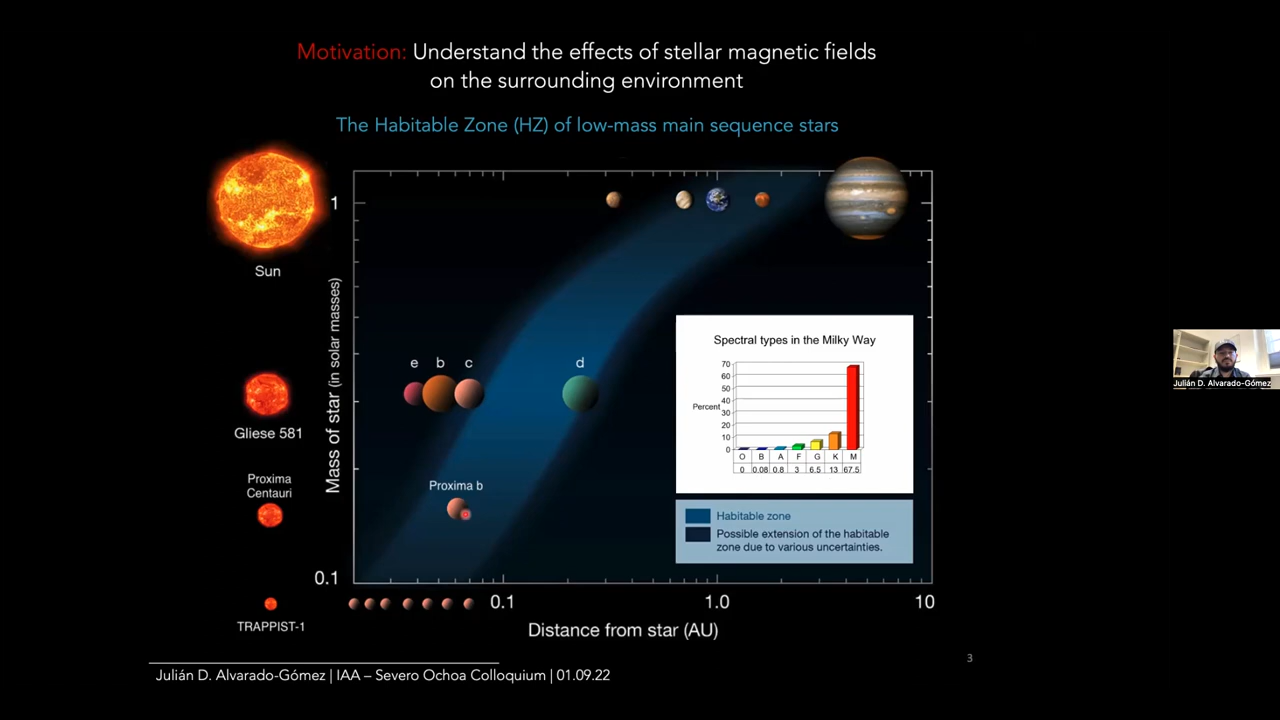 Motivation: Understand the effects of stellar magnetic fields
on the surrounding environment
The Habitable Zone (HZ) of low-mass main sequence stars
Sun
Gliese 581
Proxima
Centauri
TRAPPIST-1
Mass of star (in solar masses)
1
0.1
e b c d
Proxima b
Spectral types in the Milky Way
Percent
70
60
50
40
30
20
10
0
O B A F G K M
0 0.08 0.8 3 6.5 13 67.5
Habitable zone
Possible extension of the habitable
zone due to various uncertainties.
0.1 1.0 10
Distance from star (AU)
3
Julián D. Alvarado-Gómez | IAA – Severo Ochoa Colloquium | 01.09.22
Julián D. Alvarado-Gómez